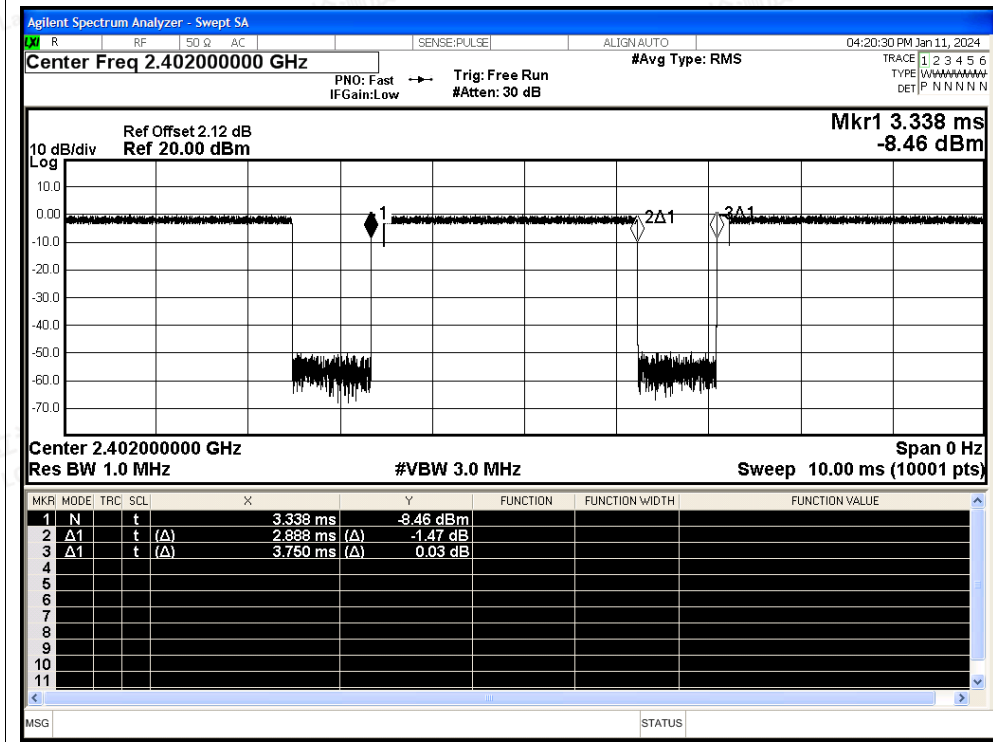 Agilent Spectrum Analyzer - Swept SA
LXI R RF 50 Ω AC SENSE:PULSE ALIGN AUTO 04:20:30 PM Jan 11, 2024
Center Freq 2.402000000 GHz #Avg Type: RMS TRACE 1 2 3 4 5 6
PNO: Fast Trig: Free Run TYPE WWWWWW
IFGain:Low #Atten: 30 dB DET P N N N N N
Mkr1 3.338 ms
Ref Offset 2.12 dB
10 dB/div Ref 20.00 dBm -8.46 dBm
Log
10.0
0.00
-10.0
-20.0
-30.0
-40.0
-50.0
-60.0
-70.0
1 2Δ1 3Δ1
Center 2.402000000 GHz Span 0 Hz
Res BW 1.0 MHz #VBW 3.0 MHz Sweep 10.00 ms (10001 pts)
MKR MODE TRC SCL X Y FUNCTION FUNCTION WIDTH FUNCTION VALUE
1 N t 3.338 ms -8.46 dBm
2 Δ1 t (Δ) 2.888 ms (Δ) -1.47 dB
3 Δ1 t (Δ) 3.750 ms (Δ) 0.03 dB
4
5
6
7
8
9
10
11
MSG STATUS